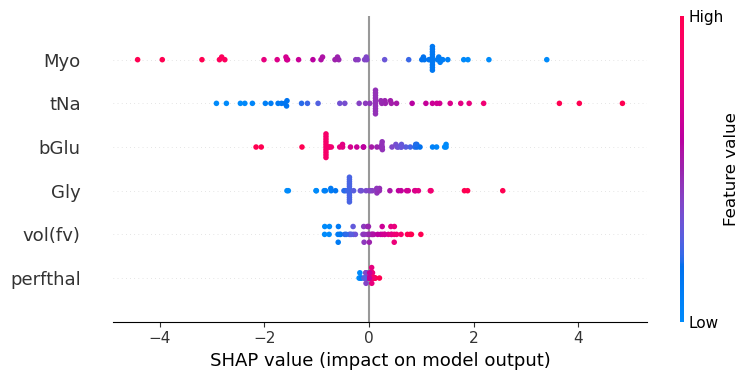 High
Myo
tNa
bGlu
Gly
vol(fv)
perfthal
Feature value
Low
−4 −2 0 2 4
SHAP value (impact on model output)